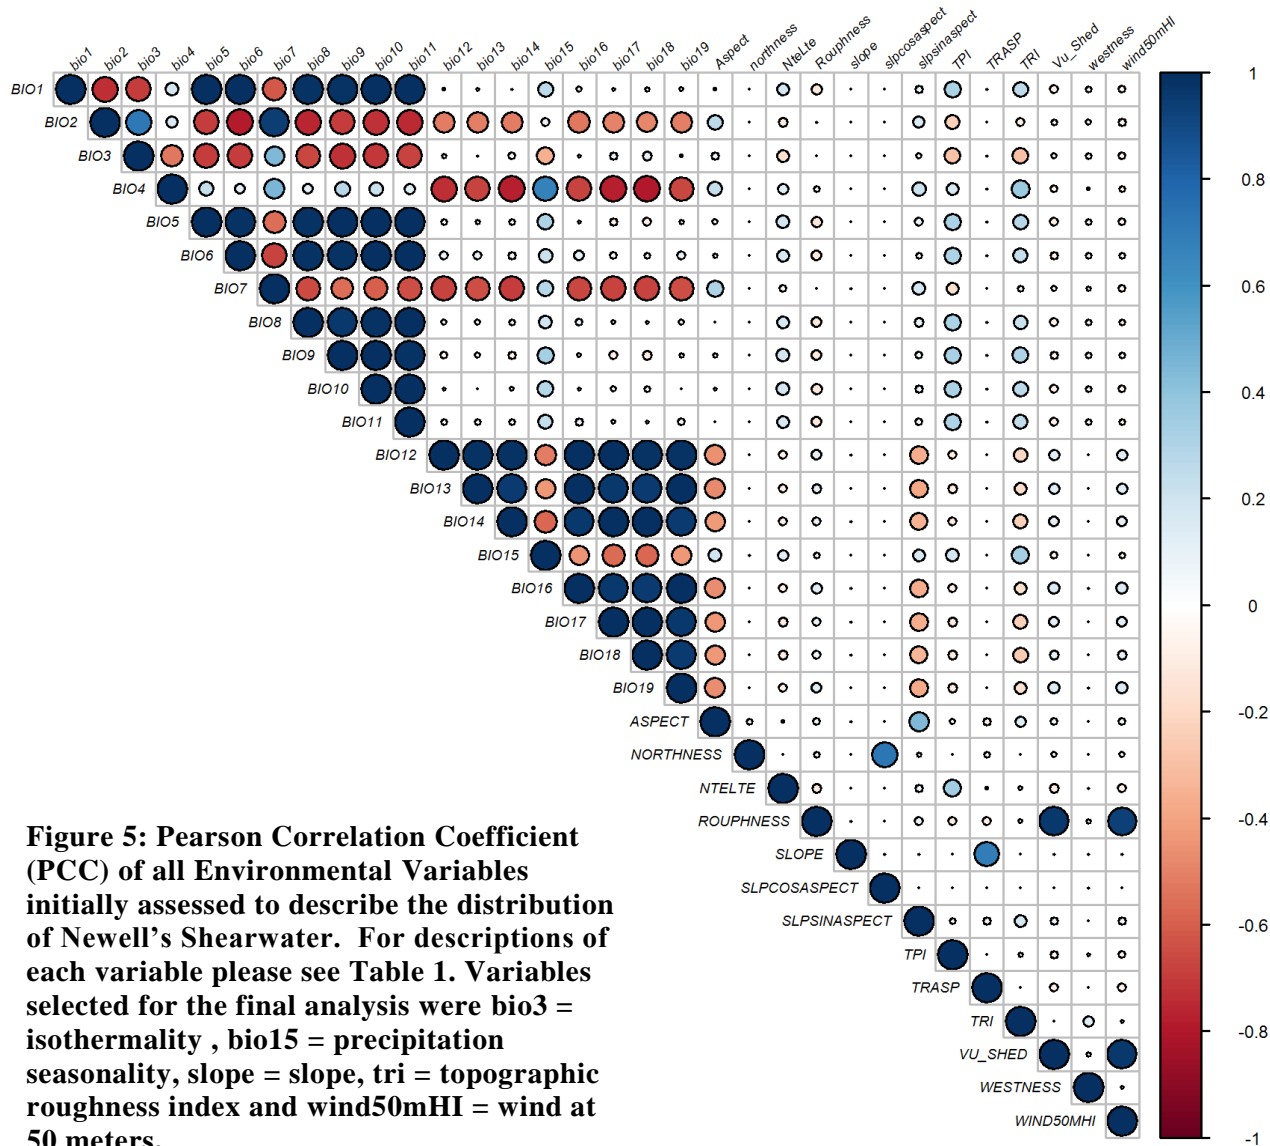 bio1 bio2 bio3 bio4 bio5 bio6 bio7 bio8 bio9 bio10 bio11 bio12 bio13 bio14 bio15 bio16 bio17 bio18 bio19 Aspect northness NteLte Rouphness slope slpcosaspect slpsinaspect TPI TRASP TRI Vu_Shed westness wind50mHI
BIO1
BIO2
BIO3
BIO4
BIO5
BIO6
BIO7
BIO8
BIO9
BIO10
BIO11
BIO12
BIO13
BIO14
BIO15
BIO16
BIO17
BIO18
BIO19
ASPECT
NORTHNESS
NTELTE
ROUPHNESS
SLOPE
SLPCOSASPECT
SLPSINASPECT
TPI
TRASP
TRI
VU_SHED
WESTNESS
WIND50MHI
1
0.8
0.6
0.4
0.2
0
-0.2
-0.4
-0.6
-0.8
-1
Figure 5: Pearson Correlation Coefficient
(PCC) of all Environmental Variables
initially assessed to describe the distribution
of Newell's Shearwater. For descriptions of
each variable please see Table 1. Variables
selected for the final analysis were bio3 =
isothermality , bio15 = precipitation
seasonality, slope = slope, tri = topographic
roughness index and wind50mHI = wind at
50 meters.